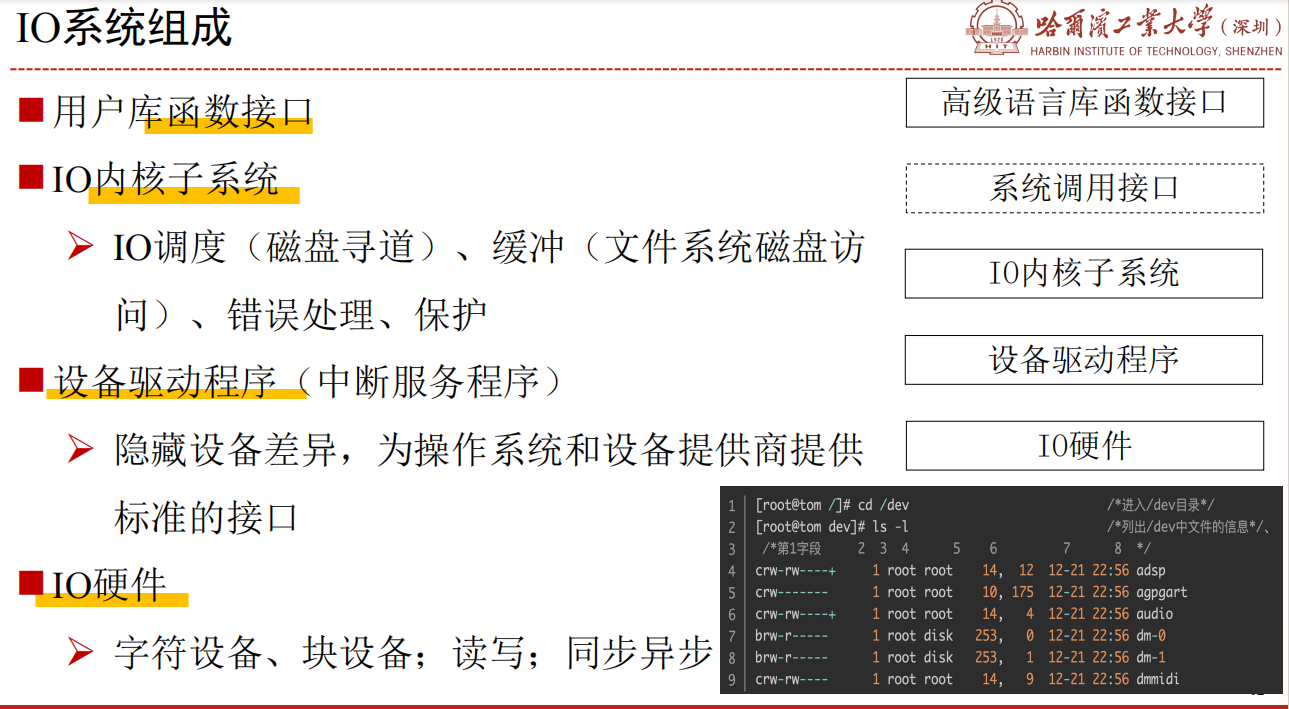 IO系统组成
哈尔滨工业大学（深圳）
HARBIN INSTITUTE OF TECHNOLOGY, SHENZHEN
1920
HIT
用户库函数接口
IO内核子系统
IO调度（磁盘寻道）、缓冲（文件系统磁盘访
问）、错误处理、保护
设备驱动程序（中断服务程序）
隐藏设备差异，为操作系统和设备提供商提供
标准的接口
IO硬件
字符设备、块设备；读写；同步异步
高级语言库函数接口
系统调用接口
IO内核子系统
设备驱动程序
IO硬件
1 [root@tom /]# cd /dev /*进入/dev目录*/
2 [root@tom dev]# ls -l /*列出/dev中文件的信息*/、
3 /*第1字段 2 3 4 5 6 7 8 */
4 crw-rw----+ 1 root root 14, 12 12-21 22:56 adsp
5 crw------- 1 root root 10, 175 12-21 22:56 agpgart
6 crw-rw----+ 1 root root 14, 4 12-21 22:56 audio
7 brw-r----- 1 root disk 253, 0 12-21 22:56 dm-0
8 brw-r----- 1 root disk 253, 1 12-21 22:56 dm-1
9 crw-rw---- 1 root root 14, 9 12-21 22:56 dmmidi